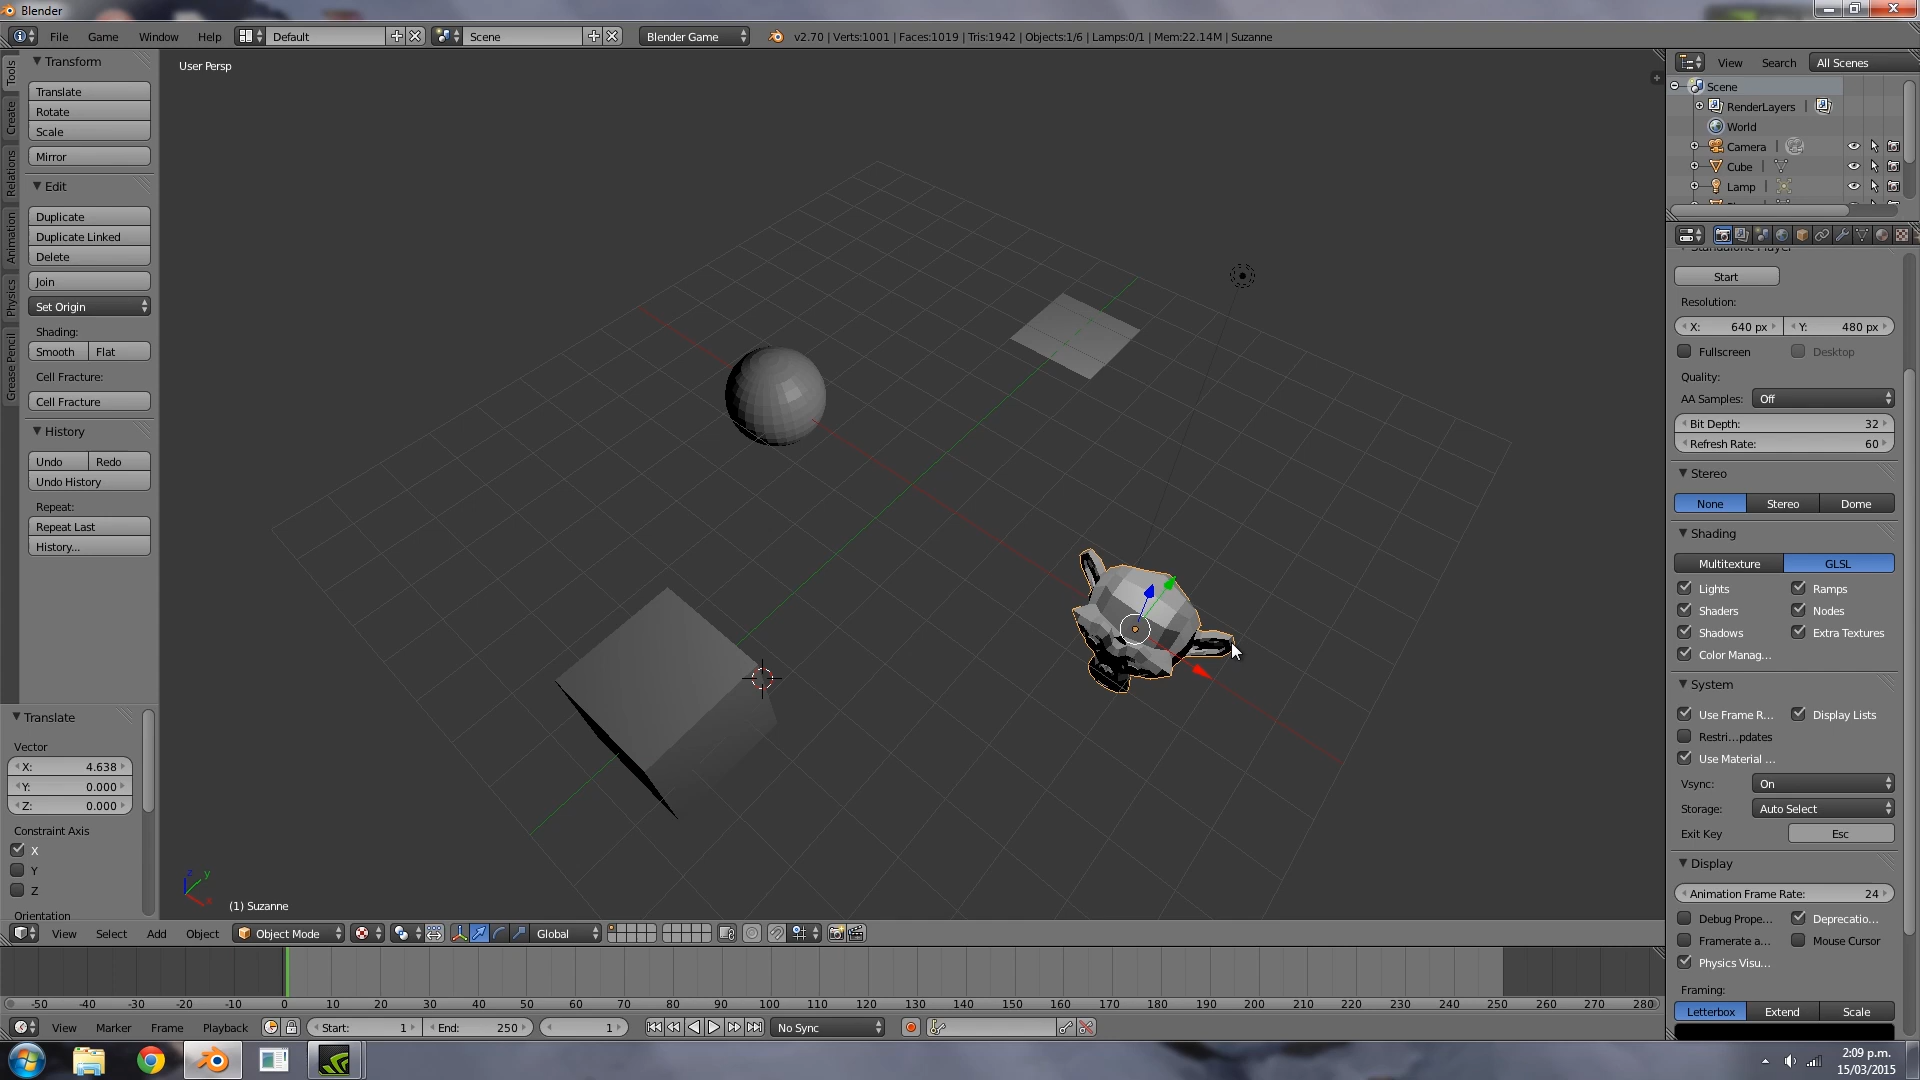 Blender
File Game Window Help Default Scene Blender Game v2.70 | Verts:1001 | Faces:1019 | Tris:1942 | Objects:1/6 | Lamps:0/1 | Mem:22.14M | Suzanne
Tools
Create
Relations
Animation
Physics
Grease Pencil
Transform
Translate
Rotate
Scale
Mirror
Edit
Duplicate
Duplicate Linked
Delete
Join
Set Origin
Shading:
Smooth Flat
Cell Fracture:
Cell Fracture
History
Undo Redo
Undo History
Repeat:
Repeat Last
History...
Translate
Vector
X: 4.638
Y: 0.000
Z: 0.000
Constraint Axis
X
Y
Z
Orientation
User Persp
z
y
x
(1) Suzanne
View Select Add Object Object Mode Global
-50 -40 -30 -20 -10 0 10 20 30 40 50 60 70 80 90 100 110 120 130 140 150 160 170 180 190 200 210 220 230 240 250 260 270 280
View Marker Frame Playback Start: 1 End: 250 1 No Sync
View Search All Scenes
Scene
RenderLayers |
World
Camera |
Cube |
Lamp |
Standalone Player
Start
Resolution:
X: 640 px Y: 480 px
Fullscreen Desktop
Quality:
AA Samples: Off
Bit Depth: 32
Refresh Rate: 60
Stereo
None Stereo Dome
Shading
Multitexture GLSL
Lights Ramps
Shaders Nodes
Shadows Extra Textures
Color Manag...
System
Use Frame R... Display Lists
Restri...pdates
Use Material ...
Vsync: On
Storage: Auto Select
Exit Key Esc
Display
Animation Frame Rate: 24
Debug Prope... Deprecatio...
Framerate a... Mouse Cursor
Physics Visu...
Framing:
Letterbox Extend Scale
2:09 p.m.
15/03/2015